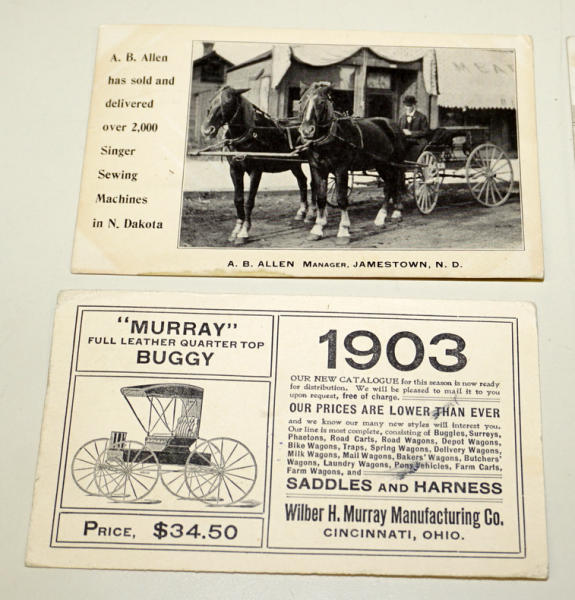 A. B. Allen
has sold and
delivered
over 2,000
Singer
Sewing
Machines
in N. Dakota
MEAT
A. B. ALLEN MANAGER, JAMESTOWN, N. D.
"MURRAY"
FULL LEATHER QUARTER TOP
BUGGY
PRICE, $34.50
1903
OUR NEW CATALOGUE for this season is now ready
for distribution. We will be pleased to mail it to you
upon request, free of charge.
OUR PRICES ARE LOWER THAN EVER
and we know our many new styles will interest you.
Our line is most complete, consisting of Buggies, Surreys,
Phaetons, Road Carts, Road Wagons, Depot Wagons,
Bike Wagons, Traps, Spring Wagons, Delivery Wagons,
Milk Wagons, Mail Wagons, Bakers' Wagons, Butchers'
Wagons, Laundry Wagons, Pony Vehicles, Farm Carts,
Farm Wagons, and
SADDLES AND HARNESS
Wilber H. Murray Manufacturing Co.
CINCINNATI, OHIO.